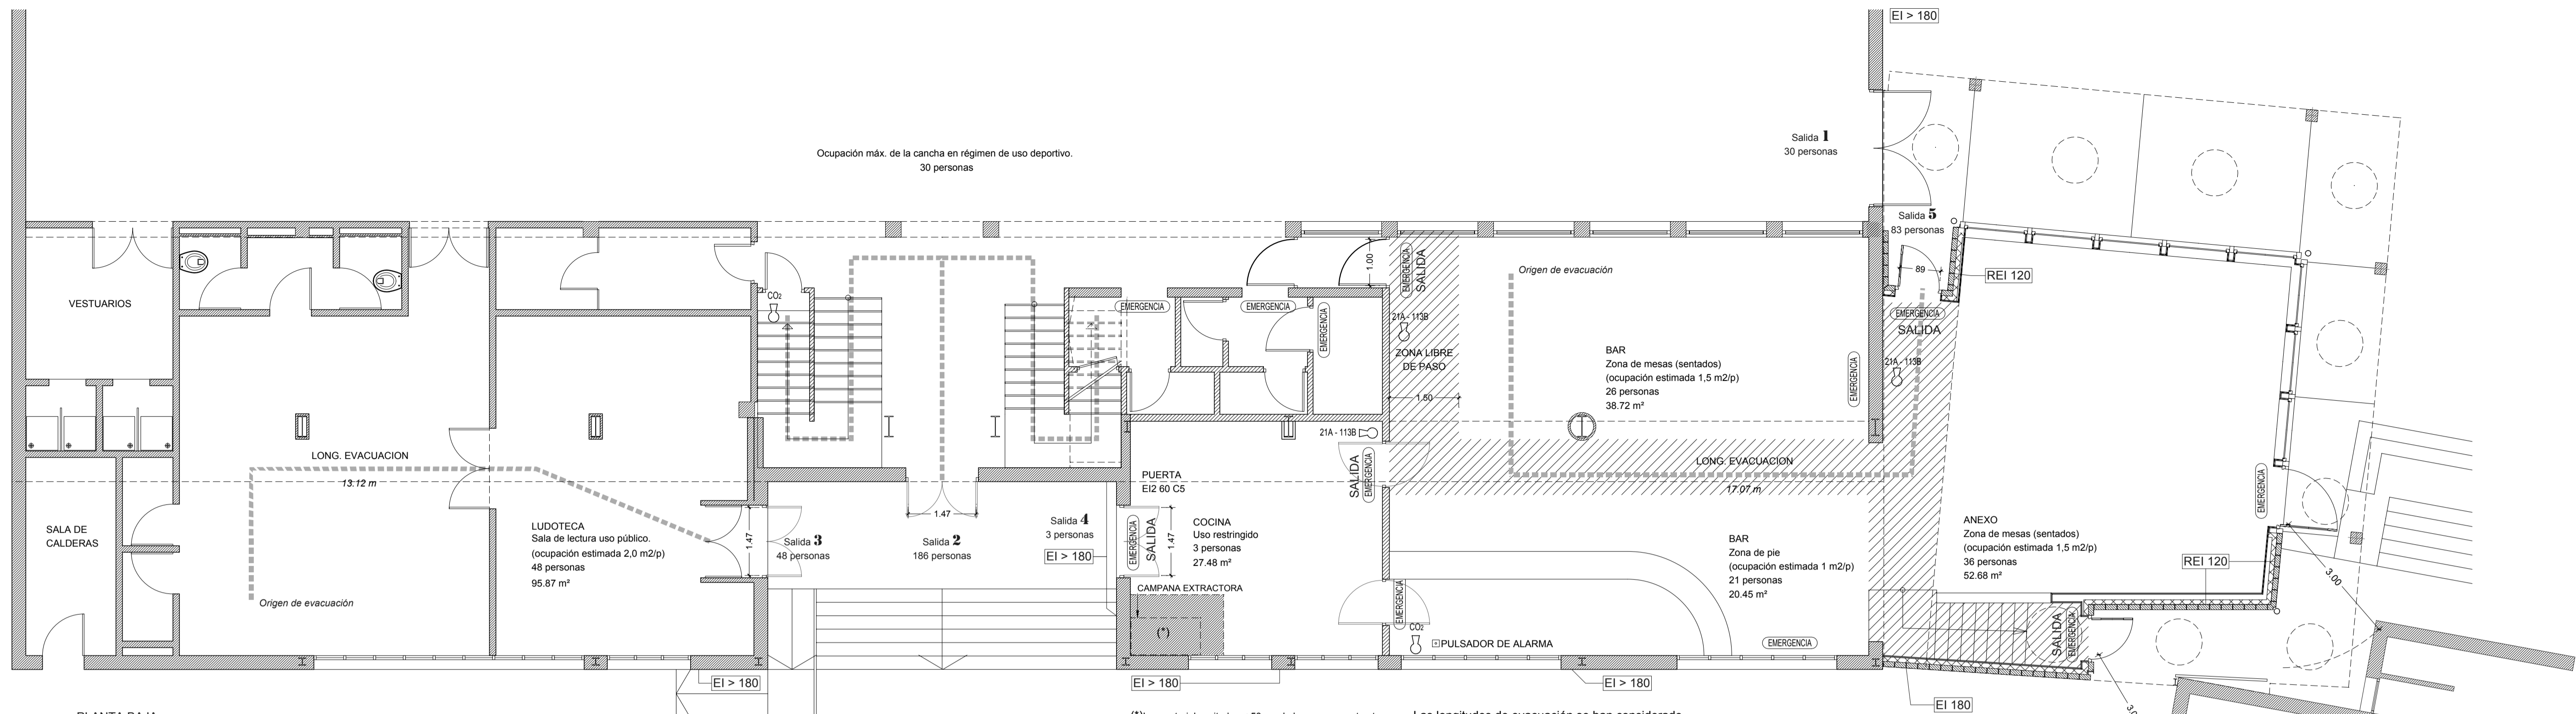 EI > 180
Ocupación máx. de la cancha en régimen de uso deportivo.
30 personas
Salida 1
30 personas
Salida 5
83 personas
89
REI 120
EMERGENCIA
SALIDA
21A - 113B
VESTUARIOS
CO2
EMERGENCIA
EMERGENCIA
EMERGENCIA
1.00
EMERGENCIA
SALIDA
21A - 113B
ZONA LIBRE
DE PASO
1.50
Origen de evacuación
BAR
Zona de mesas (sentados)
(ocupación estimada 1,5 m2/p)
26 personas
38.72 m²
EMERGENCIA
LONG. EVACUACION
13.12 m
SALA DE
CALDERAS
Origen de evacuación
LUDOTECA
Sala de lectura uso público.
(ocupación estimada 2,0 m2/p)
48 personas
95.87 m²
1.47
Salida 3
48 personas
1.47
Salida 2
186 personas
Salida 4
3 personas
EI > 180
PUERTA
EI2 60 C5
EMERGENCIA
SALIDA
1.47
COCINA
Uso restringido
3 personas
27.48 m²
CAMPANA EXTRACTORA
(*)
21A - 113B
SALIDA
EMERGENCIA
EMERGENCIA
CO2
PULSADOR DE ALARMA
LONG. EVACUACION
17.07 m
BAR
Zona de pie
(ocupación estimada 1 m2/p)
21 personas
20.45 m²
EMERGENCIA
ANEXO
Zona de mesas (sentados)
(ocupación estimada 1,5 m2/p)
36 personas
52.68 m²
EMERGENCIA
REI 120
3.00
SALIDA
EMERGENCIA
EI > 180
EI > 180
EI > 180
EI 180
PLANTA BAJA
Las longitudes de evacuación se han considerado